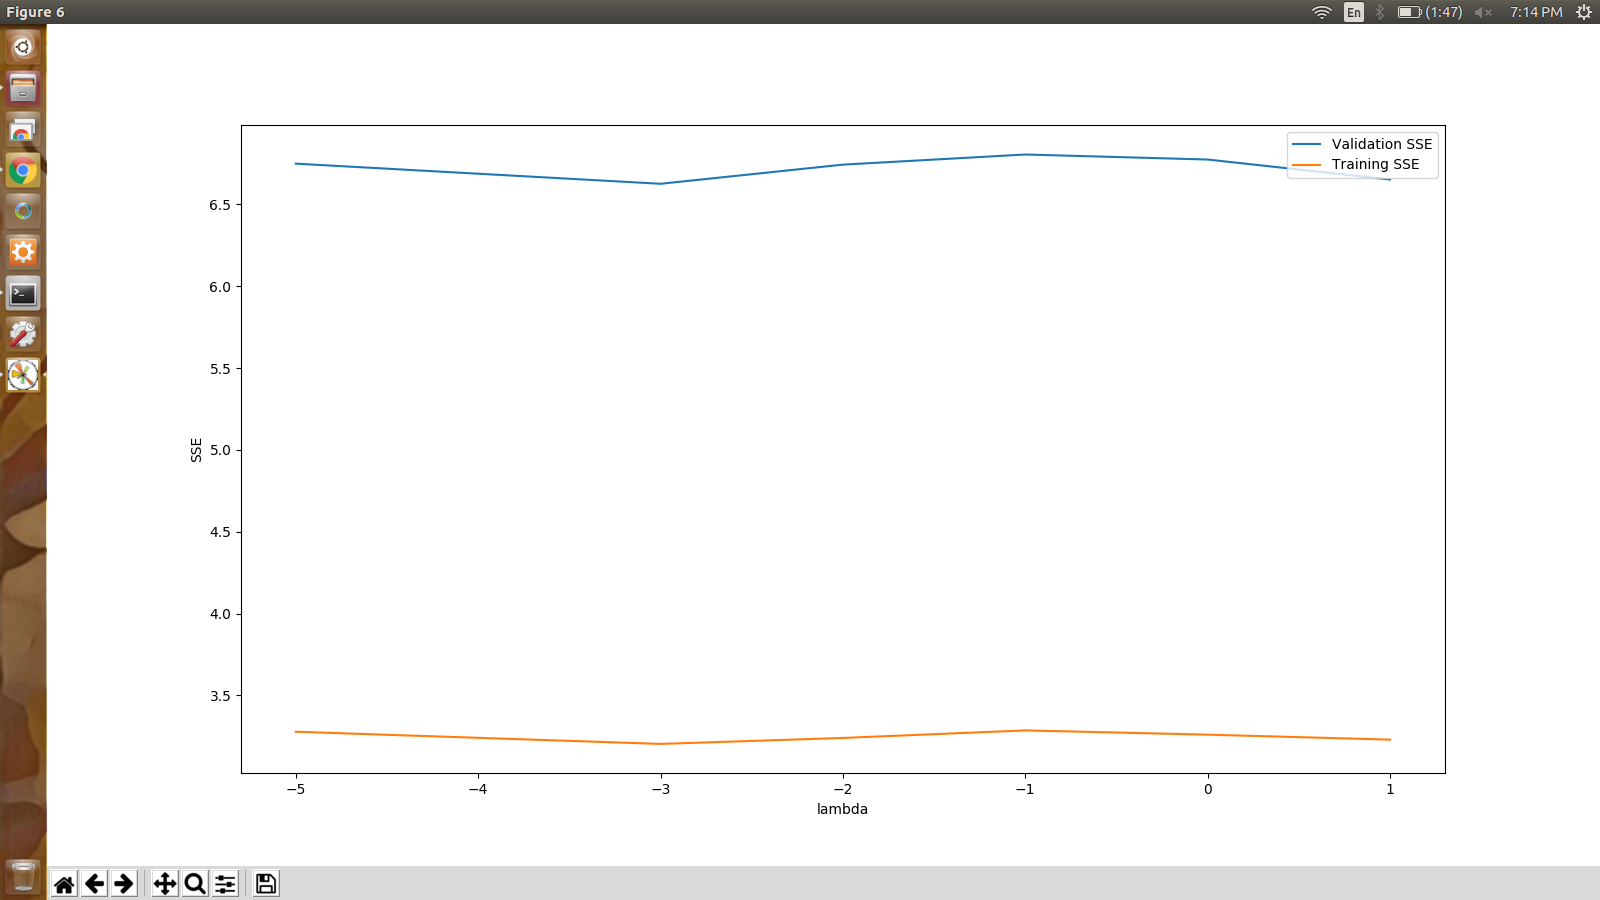 Figure 6
En
(1:47)
7:14 PM
Validation SSE
Training SSE
6.5
6.0
5.5
5.0
4.5
4.0
3.5
SSE
−5 −4 −3 −2 −1 0 1
lambda